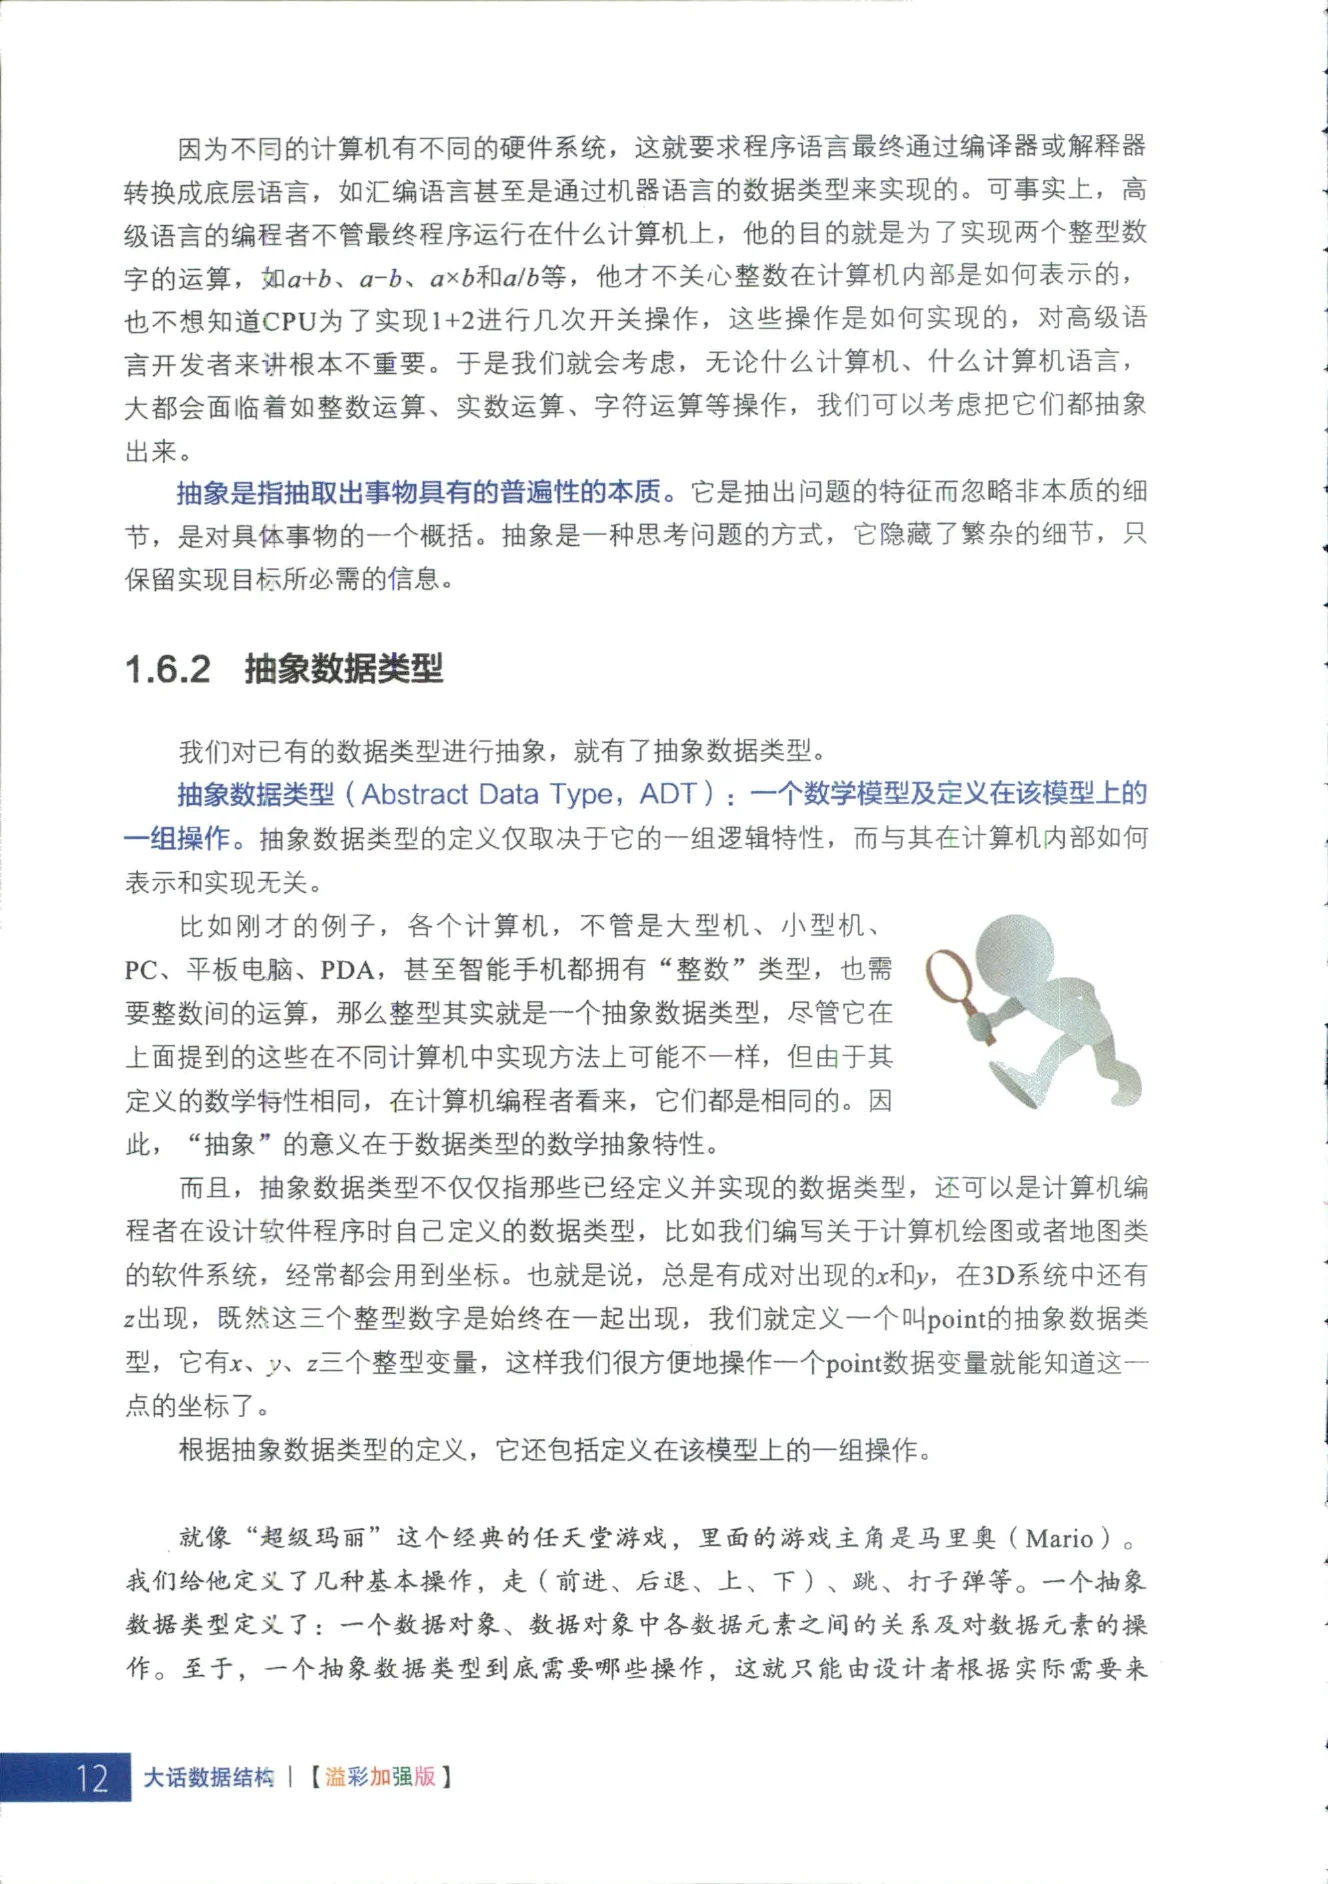 因为不同的计算机有不同的硬件系统，这就要求程序语言最终通过编译器或解释器
转换成底层语言，如汇编语言甚至是通过机器语言的数据类型来实现的。可事实上，高
级语言的编程者不管最终程序运行在什么计算机上，他的目的就是为了实现两个整型数
字的运算，如a+b、a-b、a×b和a/b等，他才不关心整数在计算机内部是如何表示的，
也不想知道CPU为了实现1+2进行几次开关操作，这些操作是如何实现的，对高级语
言开发者来讲根本不重要。于是我们就会考虑，无论什么计算机、什么计算机语言，
大都会面临着如整数运算、实数运算、字符运算等操作，我们可以考虑把它们都抽象
出来。
抽象是指抽取出事物具有的普遍性的本质。它是抽出问题的特征而忽略非本质的细
节，是对具体事物的一个概括。抽象是一种思考问题的方式，它隐藏了繁杂的细节，只
保留实现目标所必需的信息。
1.6.2 抽象数据类型
我们对已有的数据类型进行抽象，就有了抽象数据类型。
抽象数据类型（Abstract Data Type，ADT）：一个数学模型及定义在该模型上的
一组操作。抽象数据类型的定义仅取决于它的一组逻辑特性，而与其在计算机内部如何
表示和实现无关。
比如刚才的例子，各个计算机，不管是大型机、小型机、
PC、平板电脑、PDA，甚至智能手机都拥有“整数”类型，也需
要整数间的运算，那么整型其实就是一个抽象数据类型，尽管它在
上面提到的这些在不同计算机中实现方法上可能不一样，但由于其
定义的数学特性相同，在计算机编程者看来，它们都是相同的。因
此，“抽象”的意义在于数据类型的数学抽象特性。
而且，抽象数据类型不仅仅指那些已经定义并实现的数据类型，还可以是计算机编
程者在设计软件程序时自己定义的数据类型，比如我们编写关于计算机绘图或者地图类
的软件系统，经常都会用到坐标。也就是说，总是有成对出现的x和y，在3D系统中还有
z出现，既然这三个整型数字是始终在一起出现，我们就定义一个叫point的抽象数据类
型，它有x、y、z三个整型变量，这样我们很方便地操作一个point数据变量就能知道这一
点的坐标了。
根据抽象数据类型的定义，它还包括定义在该模型上的一组操作。
就像“超级玛丽”这个经典的任天堂游戏，里面的游戏主角是马里奥（Mario）。
我们给他定义了几种基本操作，走（前进、后退、上、下）、跳、打子弹等。一个抽象
数据类型定义了：一个数据对象、数据对象中各数据元素之间的关系及对数据元素的操
作。至于，一个抽象数据类型到底需要哪些操作，这就只能由设计者根据实际需要来
12 大话数据结构 | 【溢彩加强版】